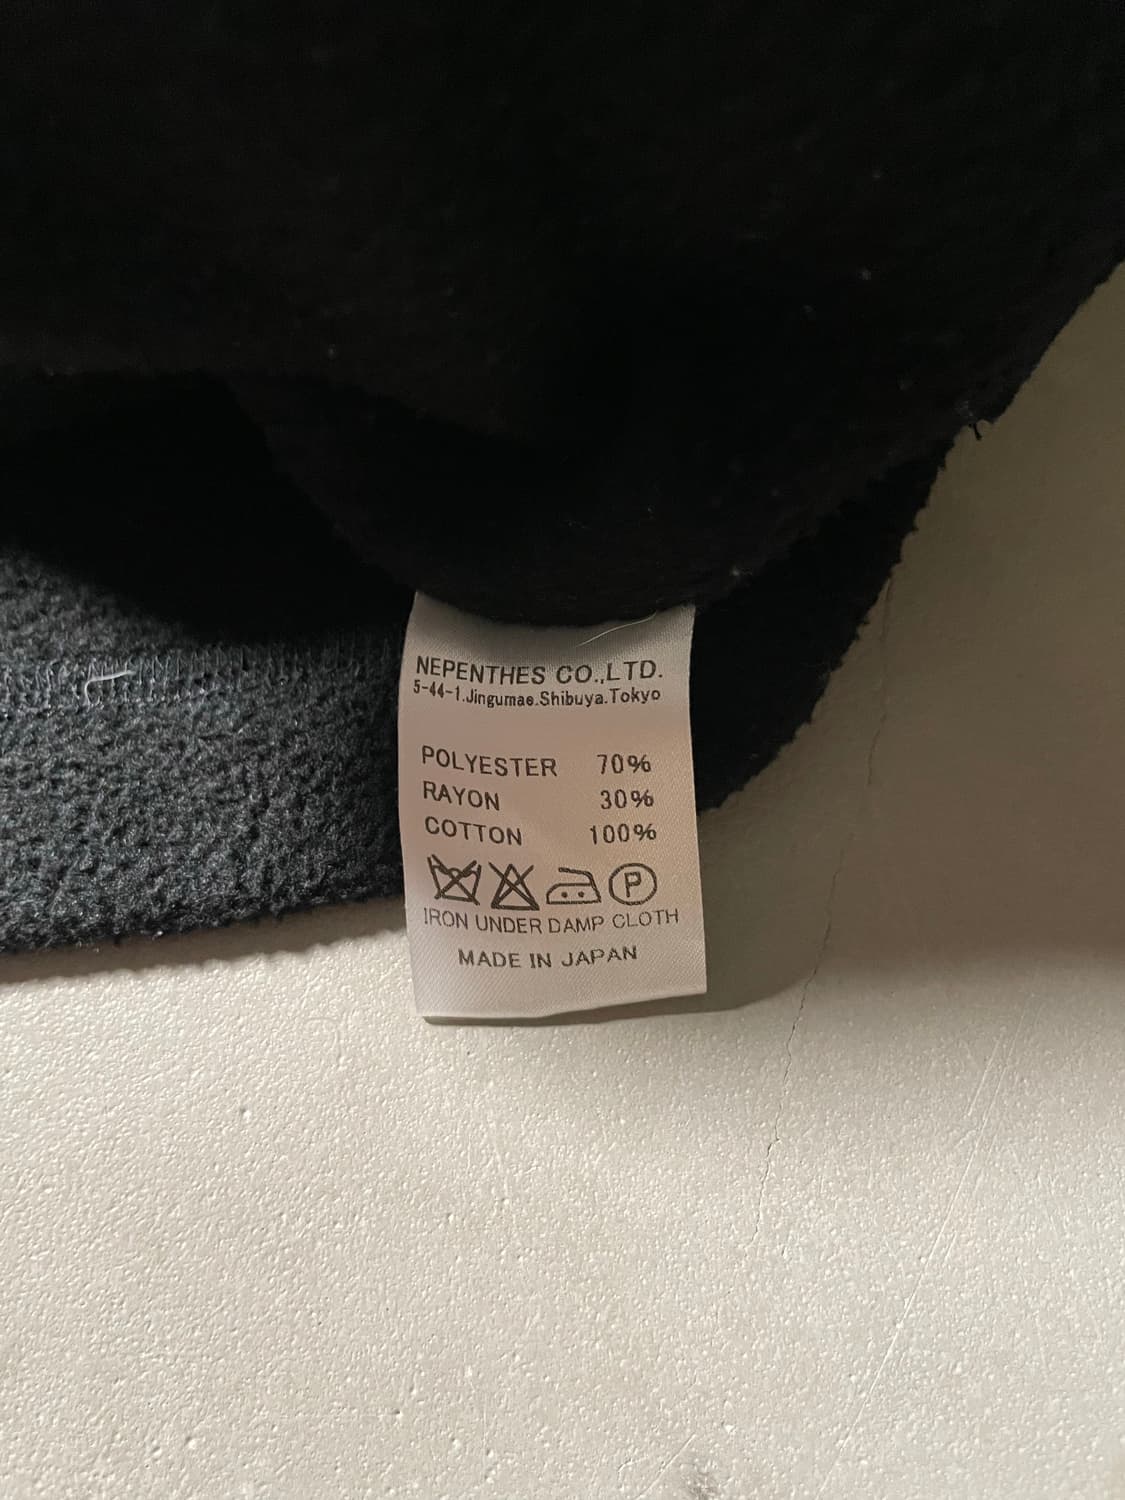 NEPENTHES CO.,LTD.
5-44-1.Jingumae.Shibuya.Tokyo
POLYESTER 70%
RAYON 30%
COTTON 100%
P
IRON UNDER DAMP CLOTH
MADE IN JAPAN